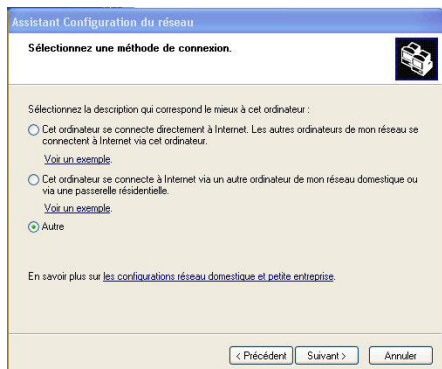 Assistant Configuration du réseau
Sélectionnez une méthode de connexion.
Sélectionnez la description qui correspond le mieux à cet ordinateur :
Cet ordinateur se connecte directement à Internet. Les autres ordinateurs de mon réseau se
connectent à Internet via cet ordinateur.
Voir un exemple.
Cet ordinateur se connecte à Internet via un autre ordinateur de mon réseau domestique ou
via une passerelle résidentielle.
Voir un exemple.
Autre
En savoir plus sur les configurations réseau domestique et petite entreprise.
< Précédent Suivant > Annuler